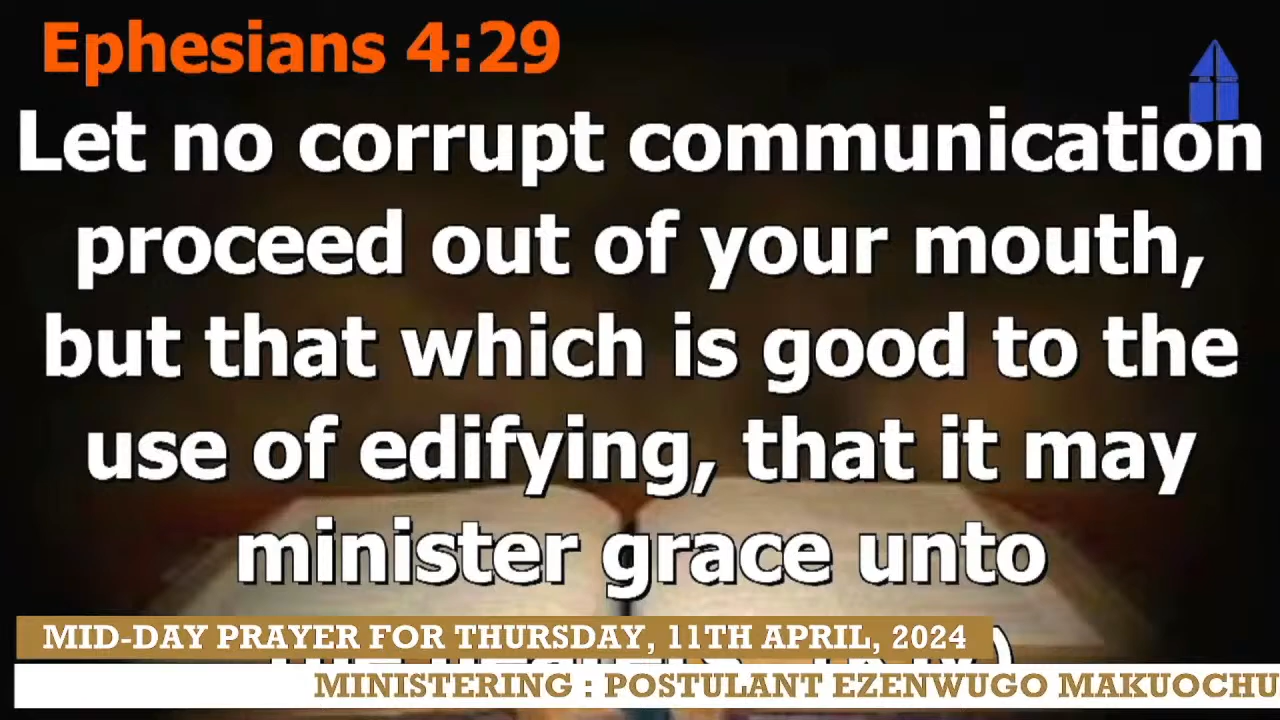 Ephesians 4:29
Let no corrupt communication
proceed out of your mouth,
but that which is good to the
use of edifying, that it may
minister grace unto
MID-DAY PRAYER FOR THURSDAY, 11TH APRIL, 2024
MINISTERING : POSTULANT EZENWUGO MAKUOCHU